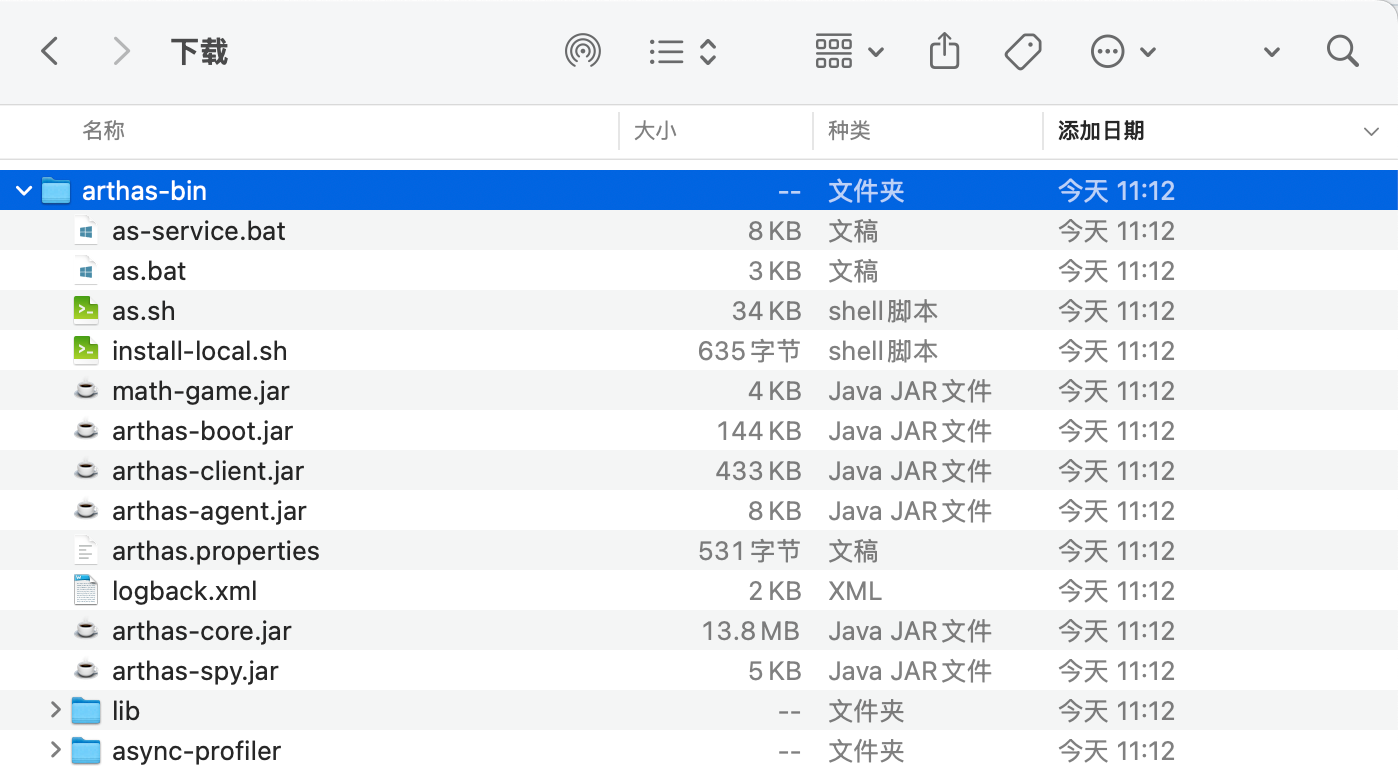 下载
名称 大小 种类 添加日期
arthas-bin -- 文件夹 今天 11:12
as-service.bat 8 KB 文稿 今天 11:12
as.bat 3 KB 文稿 今天 11:12
as.sh 34 KB shell脚本 今天 11:12
install-local.sh 635字节 shell脚本 今天 11:12
math-game.jar 4 KB Java JAR文件 今天 11:12
arthas-boot.jar 144 KB Java JAR文件 今天 11:12
arthas-client.jar 433 KB Java JAR文件 今天 11:12
arthas-agent.jar 8 KB Java JAR文件 今天 11:12
arthas.properties 531字节 文稿 今天 11:12
logback.xml 2 KB XML 今天 11:12
arthas-core.jar 13.8 MB Java JAR文件 今天 11:12
arthas-spy.jar 5 KB Java JAR文件 今天 11:12
lib -- 文件夹 今天 11:12
async-profiler -- 文件夹 今天 11:12